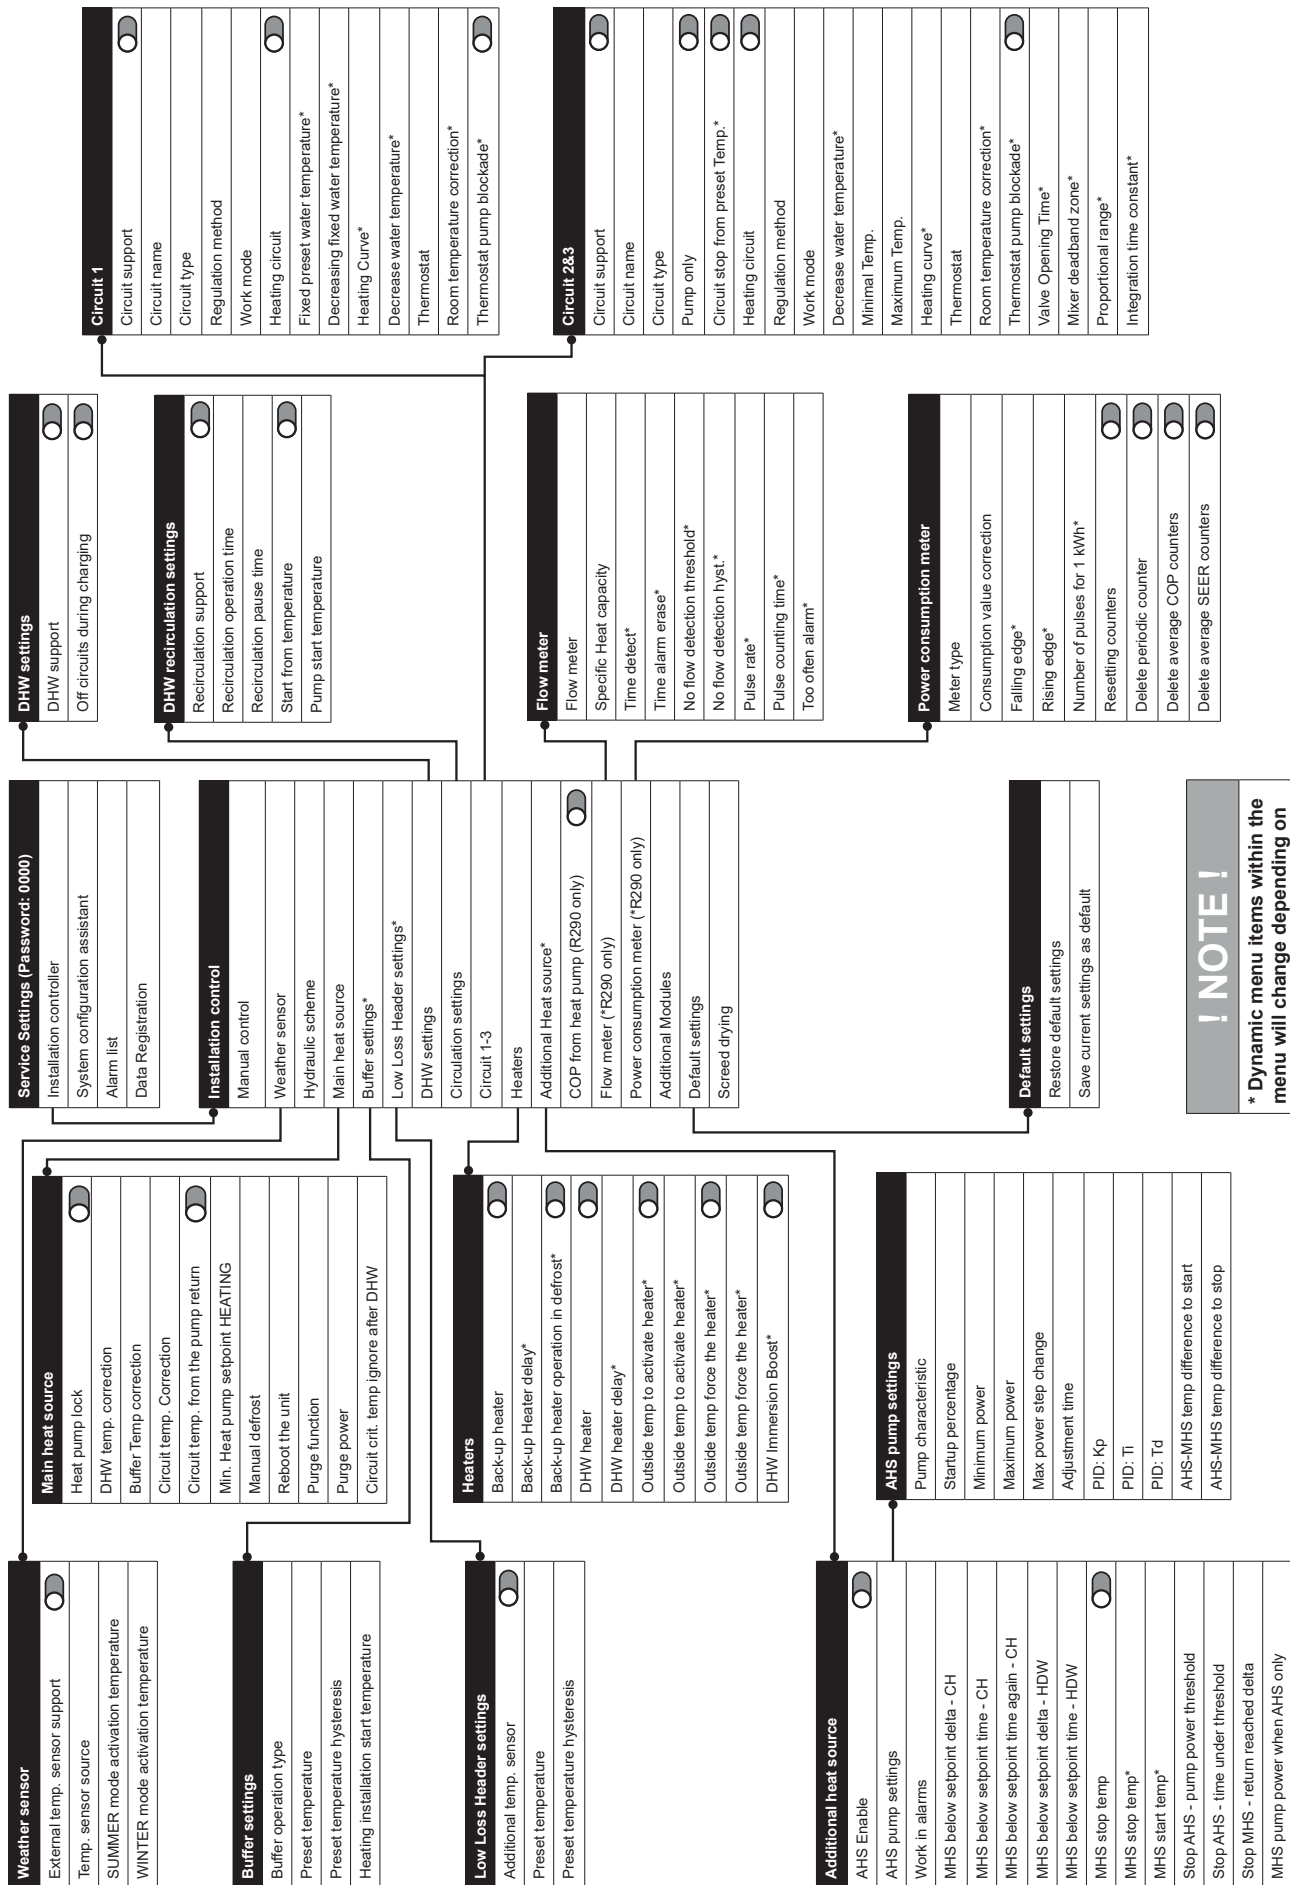 Weather sensor
External temp. sensor support
Temp. sensor source
SUMMER mode activation temperature
WINTER mode activation temperature
Buffer settings
Buffer operation type
Preset temperature
Preset temperature hysteresis
Heating installation start temperature
Low Loss Header settings
Additional temp. sensor
Preset temperature
Preset temperature hysteresis
Additional heat source
AHS Enable
AHS pump settings
Work in alarms
MHS below setpoint delta - CH
MHS below setpoint time - CH
MHS below setpoint time again - CH
MHS below setpoint delta - HDW
MHS below setpoint time - HDW
MHS stop temp
MHS stop temp*
MHS start temp*
Stop AHS - pump power threshold
Stop AHS - time under threshold
Stop MHS - return reached delta
MHS pump power when AHS only
Main heat source
Heat pump lock
DHW temp. correction
Buffer Temp correction
Circuit temp. Correction
Circuit temp. from the pump return
Min. Heat pump setpoint HEATING
Manual defrost
Reboot the unit
Purge function
Purge power
Circuit crit. temp ignore after DHW
Heaters
Back-up heater
Back-up Heater delay*
Back-up heater operation in defrost*
DHW heater
DHW heater delay*
Outside temp to activate heater*
Outside temp to activate heater*
Outside temp force the heater*
Outside temp force the heater*
DHW Immersion Boost*
AHS pump settings
Pump characteristic
Startup percentage
Minimum power
Maximum power
Max power step change
Adjustment time
PID: Kp
PID: Ti
PID: Td
AHS-MHS temp difference to start
AHS-MHS temp difference to stop
Service Settings (Password: 0000)
Installation controller
System configuration assistant
Alarm list
Data Registration
Installation control
Manual control
Weather sensor
Hydraulic scheme
Main heat source
Buffer settings*
Low Loss Header settings*
DHW settings
Circulation settings
Circuit 1-3
Heaters
Additional Heat source*
COP from heat pump (R290 only)
Flow meter (*R290 only)
Power consumption meter (*R290 only)
Additional Modules
Default settings
Screed drying
Default settings
Restore default settings
Save current settings as default
! NOTE !
* Dynamic menu items within the
menu will change depending on
DHW settings
DHW support
Off circuits during charging
DHW recirculation settings
Recirculation support
Recirculation operation time
Recirculation pause time
Start from temperature
Pump start temperature
Flow meter
Flow meter
Specific Heat capacity
Time detect*
Time alarm erase*
No flow detection threshold*
No flow detection hyst.*
Pulse rate*
Pulse counting time*
Too often alarm*
Power consumption meter
Meter type
Consumption value correction
Falling edge*
Rising edge*
Number of pulses for 1 kWh*
Resetting counters
Delete periodic counter
Delete average COP counters
Delete average SEER counters
Circuit 1
Circuit support
Circuit name
Circuit type
Regulation method
Work mode
Heating circuit
Fixed preset water temperature*
Decreasing fixed water temperature*
Heating Curve*
Decrease water temperature*
Thermostat
Room temperature correction*
Thermostat pump blockade*
Circuit 2&3
Circuit support
Circuit name
Circuit type
Pump only
Circuit stop from preset Temp.*
Heating circuit
Regulation method
Work mode
Decrease water temperature*
Minimal Temp.
Maximum Temp.
Heating curve*
Thermostat
Room temperature correction*
Thermostat pump blockade*
Valve Opening Time*
Mixer deadband zone*
Proportional range*
Integration time constant*